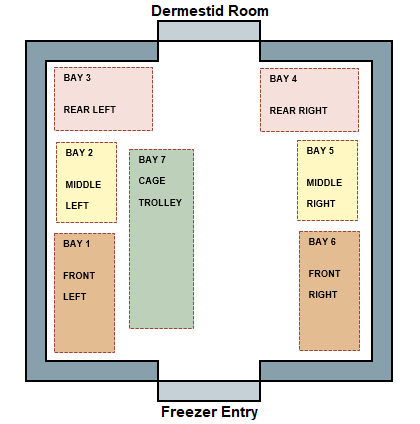 Dermestid Room
BAY 3
REAR LEFT
BAY 4
REAR RIGHT
BAY 2
MIDDLE
LEFT
BAY 7
CAGE
TROLLEY
BAY 5
MIDDLE
RIGHT
BAY 1
FRONT
LEFT
BAY 6
FRONT
RIGHT
Freezer Entry